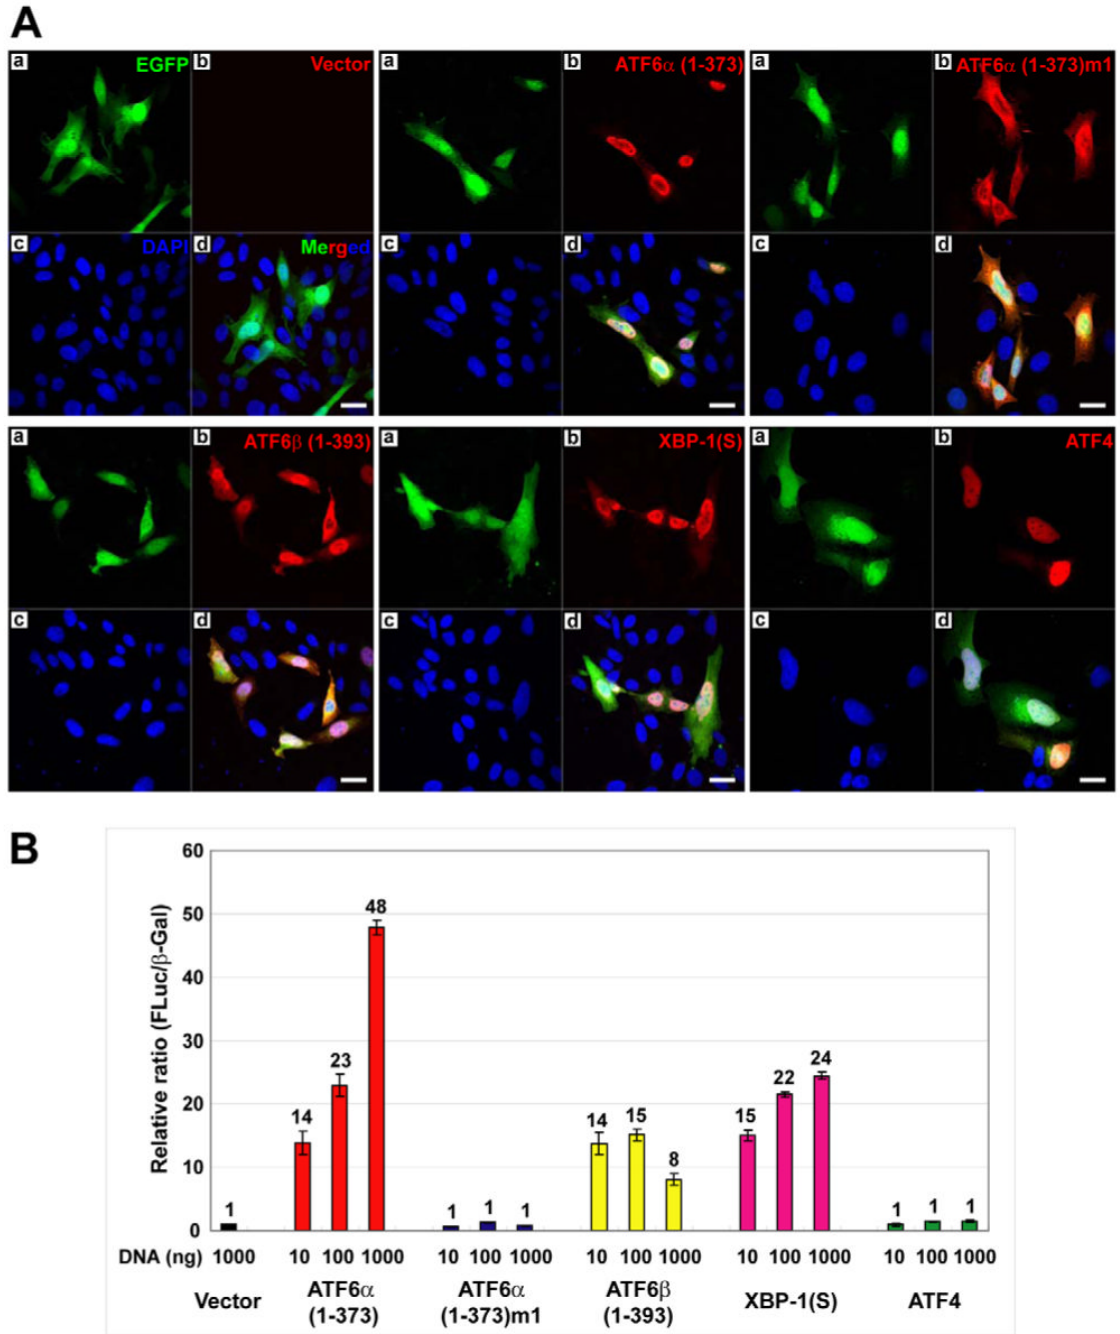 A
a EGFP b Vector a b ATF6α (1-373) a b ATF6α (1-373)m1
c DAPI d Merged c d c d
a b ATF6β (1-393) a b XBP-1(S) a b ATF4
c d c d c d
B
Relative ratio (FLuc/β-Gal)
60
50
40
30
20
10
0
1
14 23 48
1 1 1
14 15 8
15 22 24
1 1 1
DNA (ng) 1000 10 100 1000 10 100 1000 10 100 1000 10 100 1000 10 100 1000
Vector
ATF6α
(1-373)
ATF6α
(1-373)m1
ATF6β
(1-393)
XBP-1(S)
ATF4